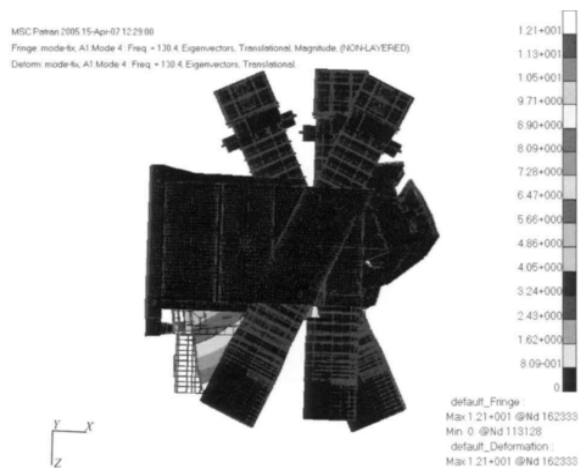 MSC.Patran 2005 15-Apr-07 12:29:00
Fringe: mode-fix, A1:Mode 4 : Freq. = 130.4, Eigenvectors, Translational, Magnitude, (NON-LAYERED)
Deform: mode-fix, A1:Mode 4 : Freq. = 130.4, Eigenvectors, Translational,
1.21+001
1.13+001
1.05+001
9.71+000
8.90+000
8.09+000
7.28+000
6.47+000
5.66+000
4.86+000
4.05+000
3.24+000
2.43+000
1.62+000
8.09-001
0
default_Fringe :
Max 1.21+001 @Nd 162333
Min 0. @Nd 113128
default_Deformation :
Max 1.21+001 @Nd 162333
Y
X
Z